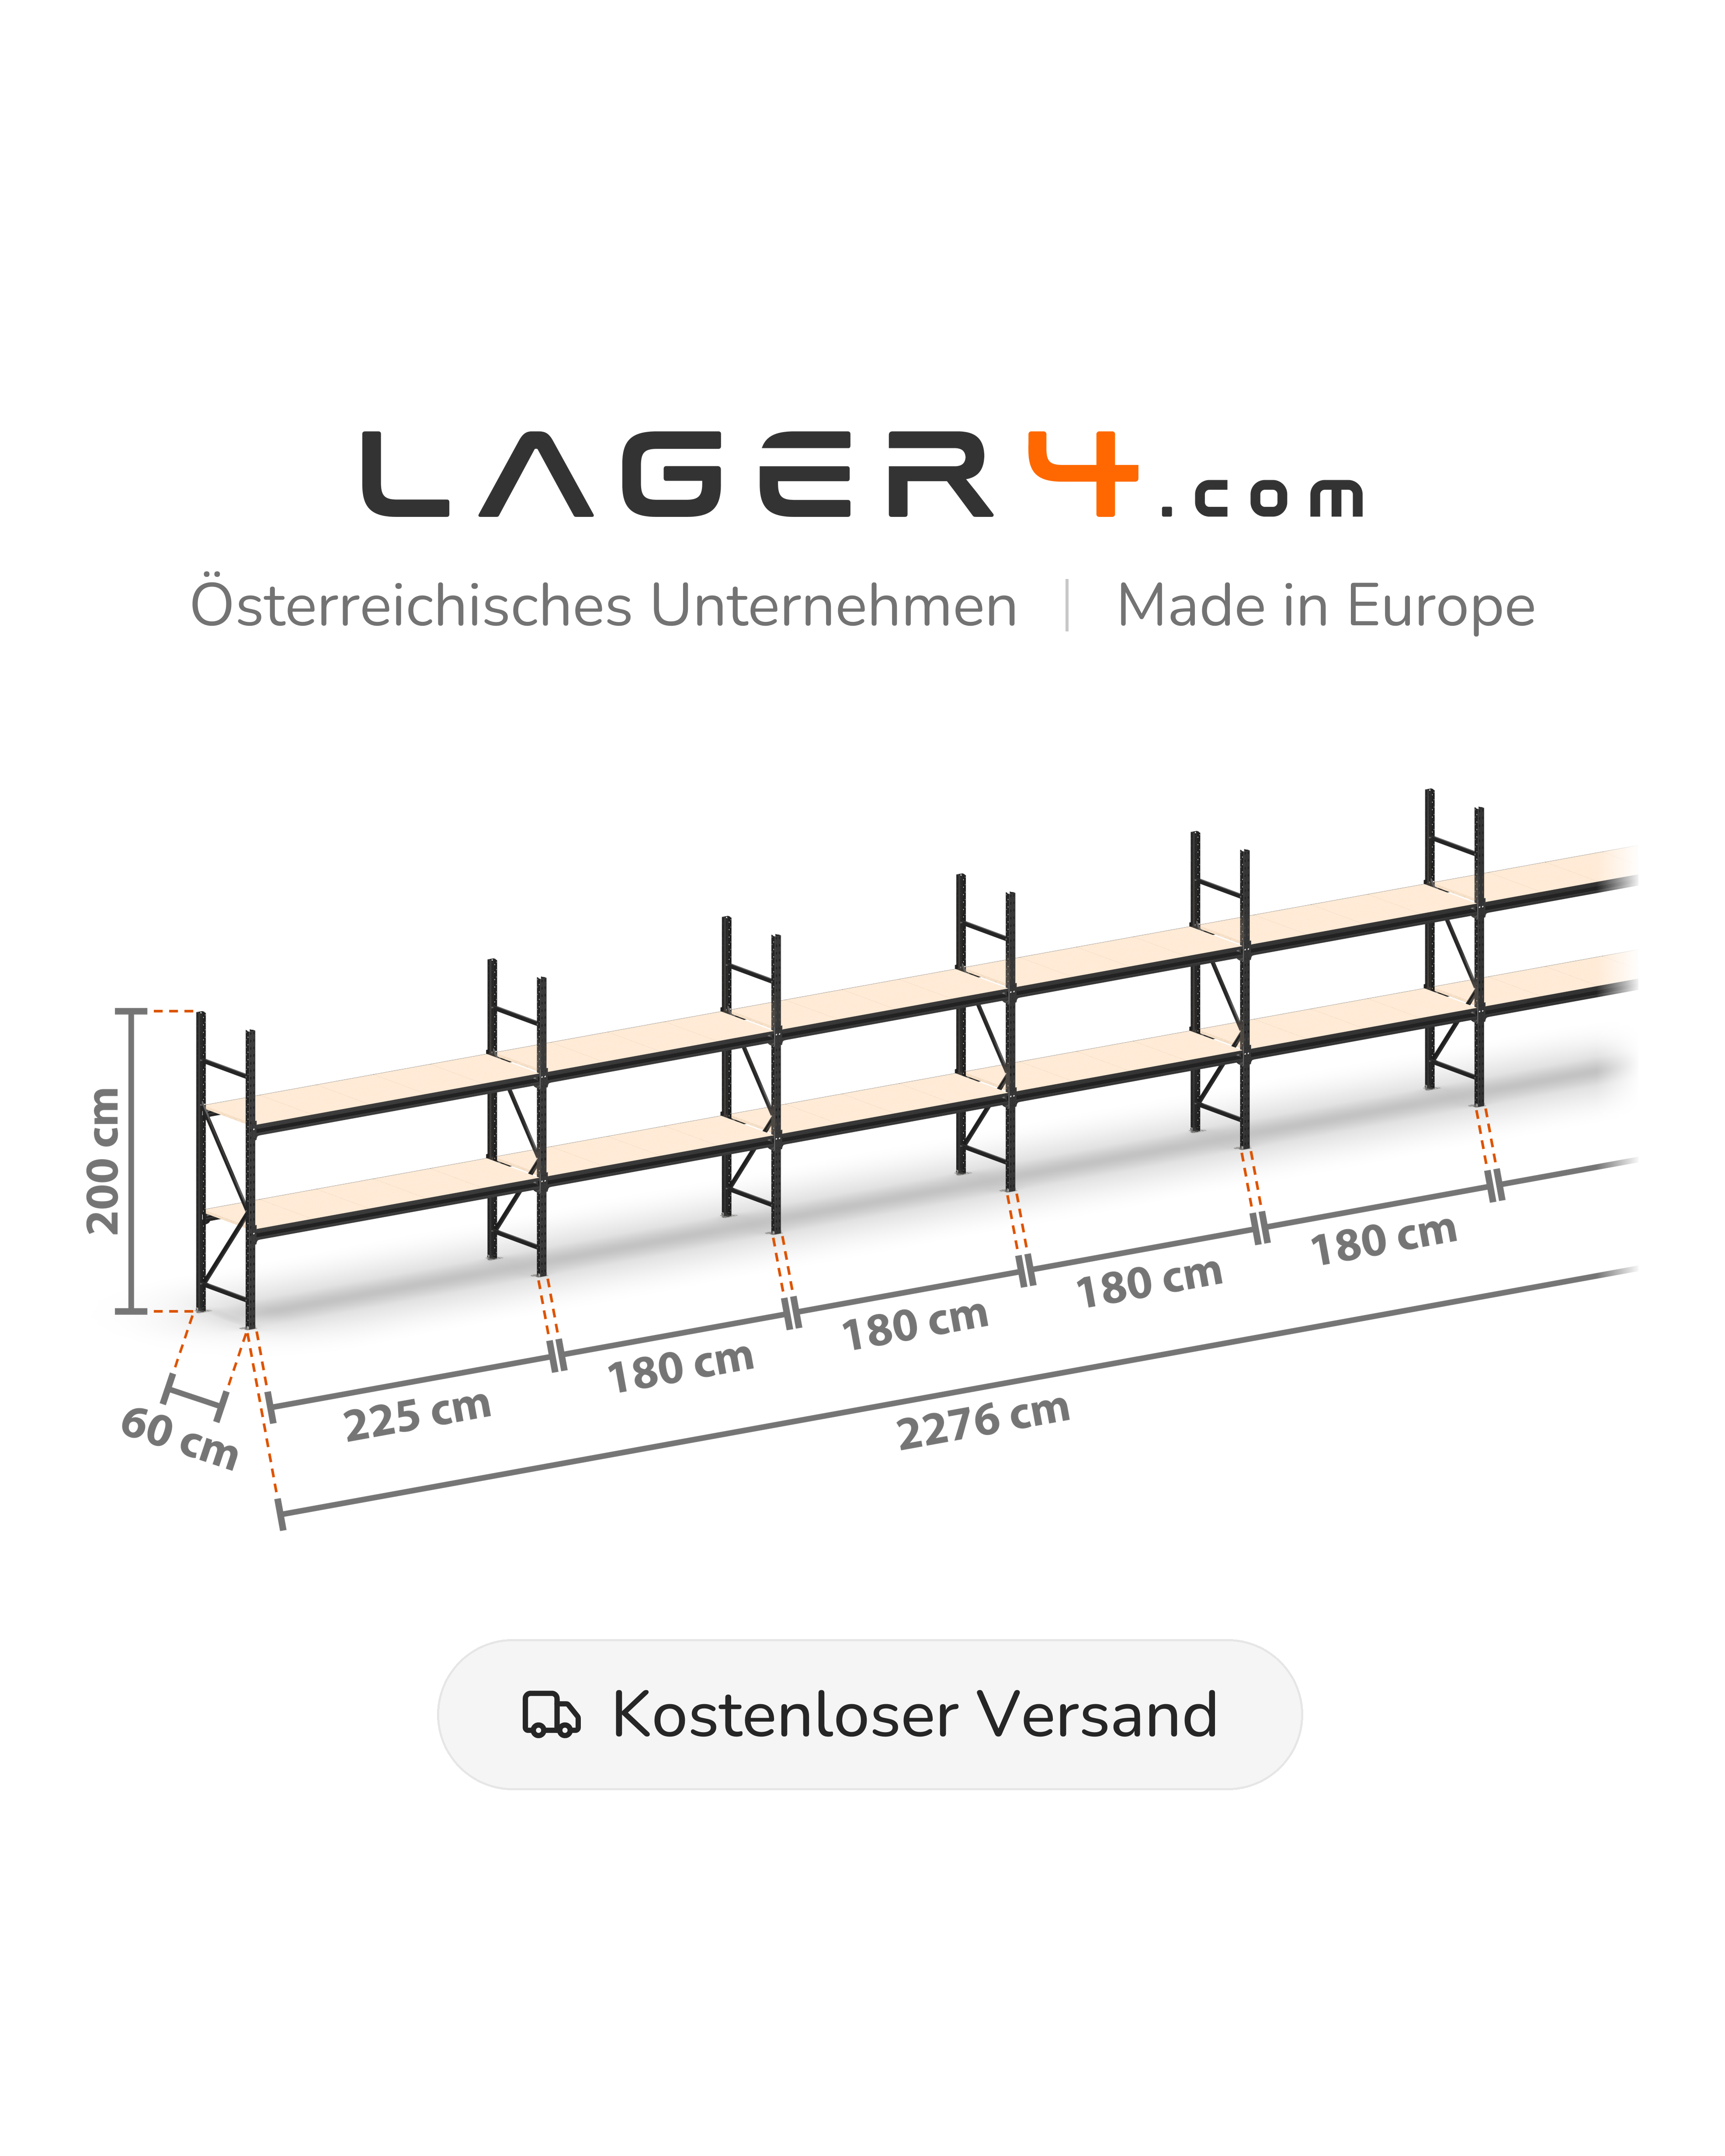 LAGER4.com
Österreichisches Unternehmen | Made in Europe
200 cm
60 cm
225 cm
180 cm
180 cm
180 cm
180 cm
2276 cm
Kostenloser Versand